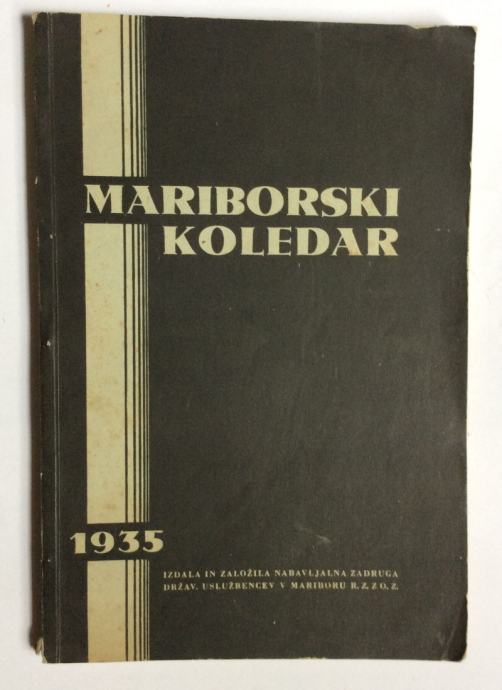 MARIBORSKI
KOLEDAR
1935
IZDALA IN ZALOŽILA NABAVLJALNA ZADRUGA
DRŽAV. USLUŽBENCEV V MARIBORU R. Z. Z O. Z.